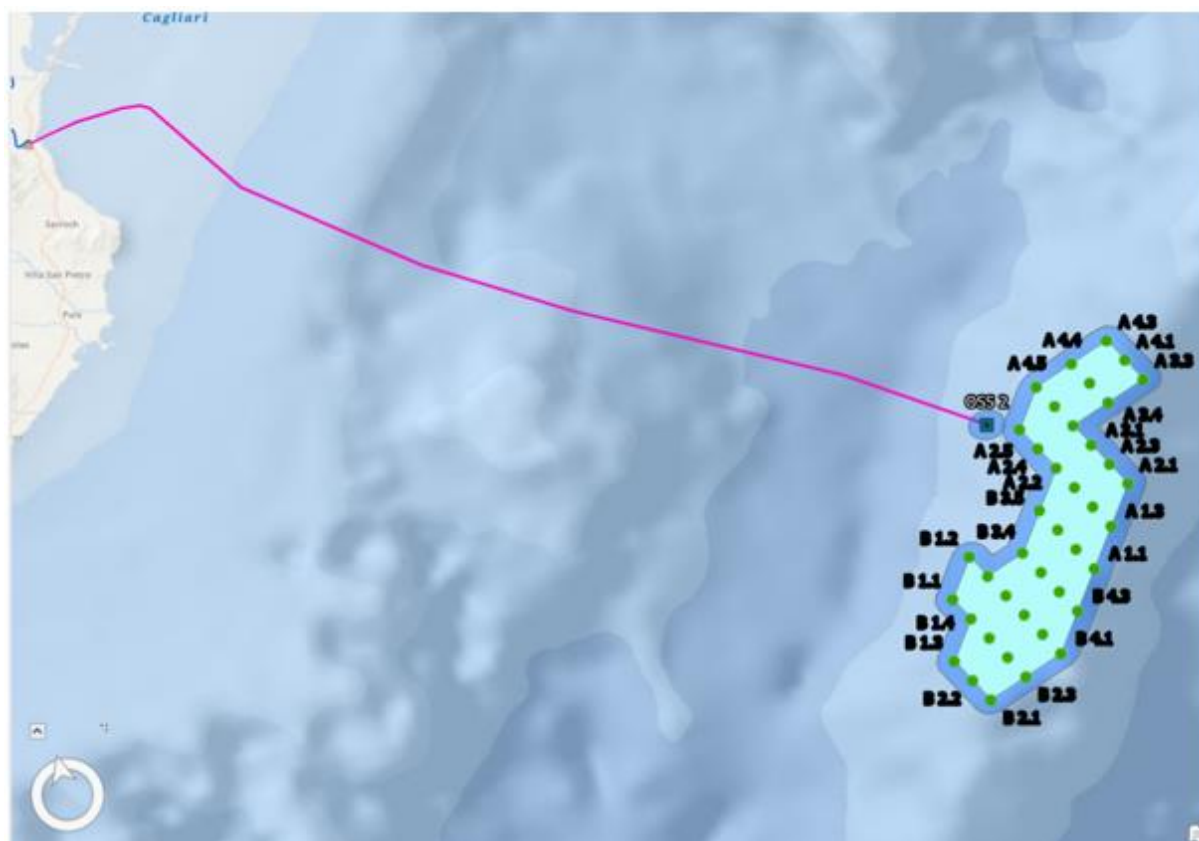 Cagliari
Sarroch
Villa San Pietro
Pula
A 4.3
A 4.4
A 4.1
A 4.5
A 3.3
OSS 2
A 2.3
A 2.5
A 2.4
A 2.1
A 2.2
A 1.3
B 3.4
B 1.2
A 1.1
B 1.1
B 4.3
B 1.4
B 1.3
B 4.1
B 2.2
B 2.3
B 2.1